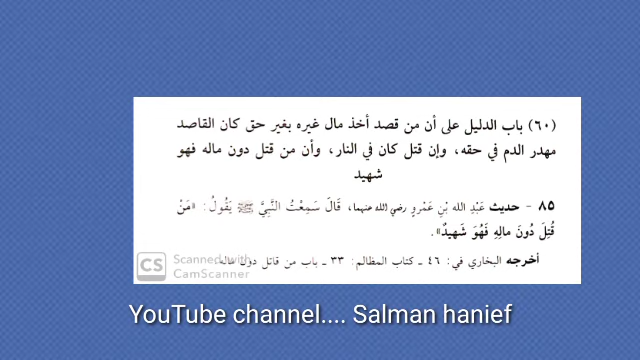 (٦٠) باب الدليل على أن من قصد أخذ مال غيره بغير حق كان القاصد
مهدر الدم في حقه، وإن قتل كان في النار، وأن من قتل دون ماله فهو
شهيد
٨٥ - حديث عَبْدِ الله بْنِ عَمْرٍو رضي الله عنهما، قَالَ سَمِعْتُ النَّبِيَّ ﷺ يَقُولُ: «مَنْ
قُتِلَ دُونَ مالِهِ فَهُوَ شَهِيدٌ».
أخرجه البخاري في: ٤٦ ـ كتاب المظالم: ٣٣ ـ باب من قاتل دون ماله
CS Scanned with
CamScanner
YouTube channel.... Salman hanief